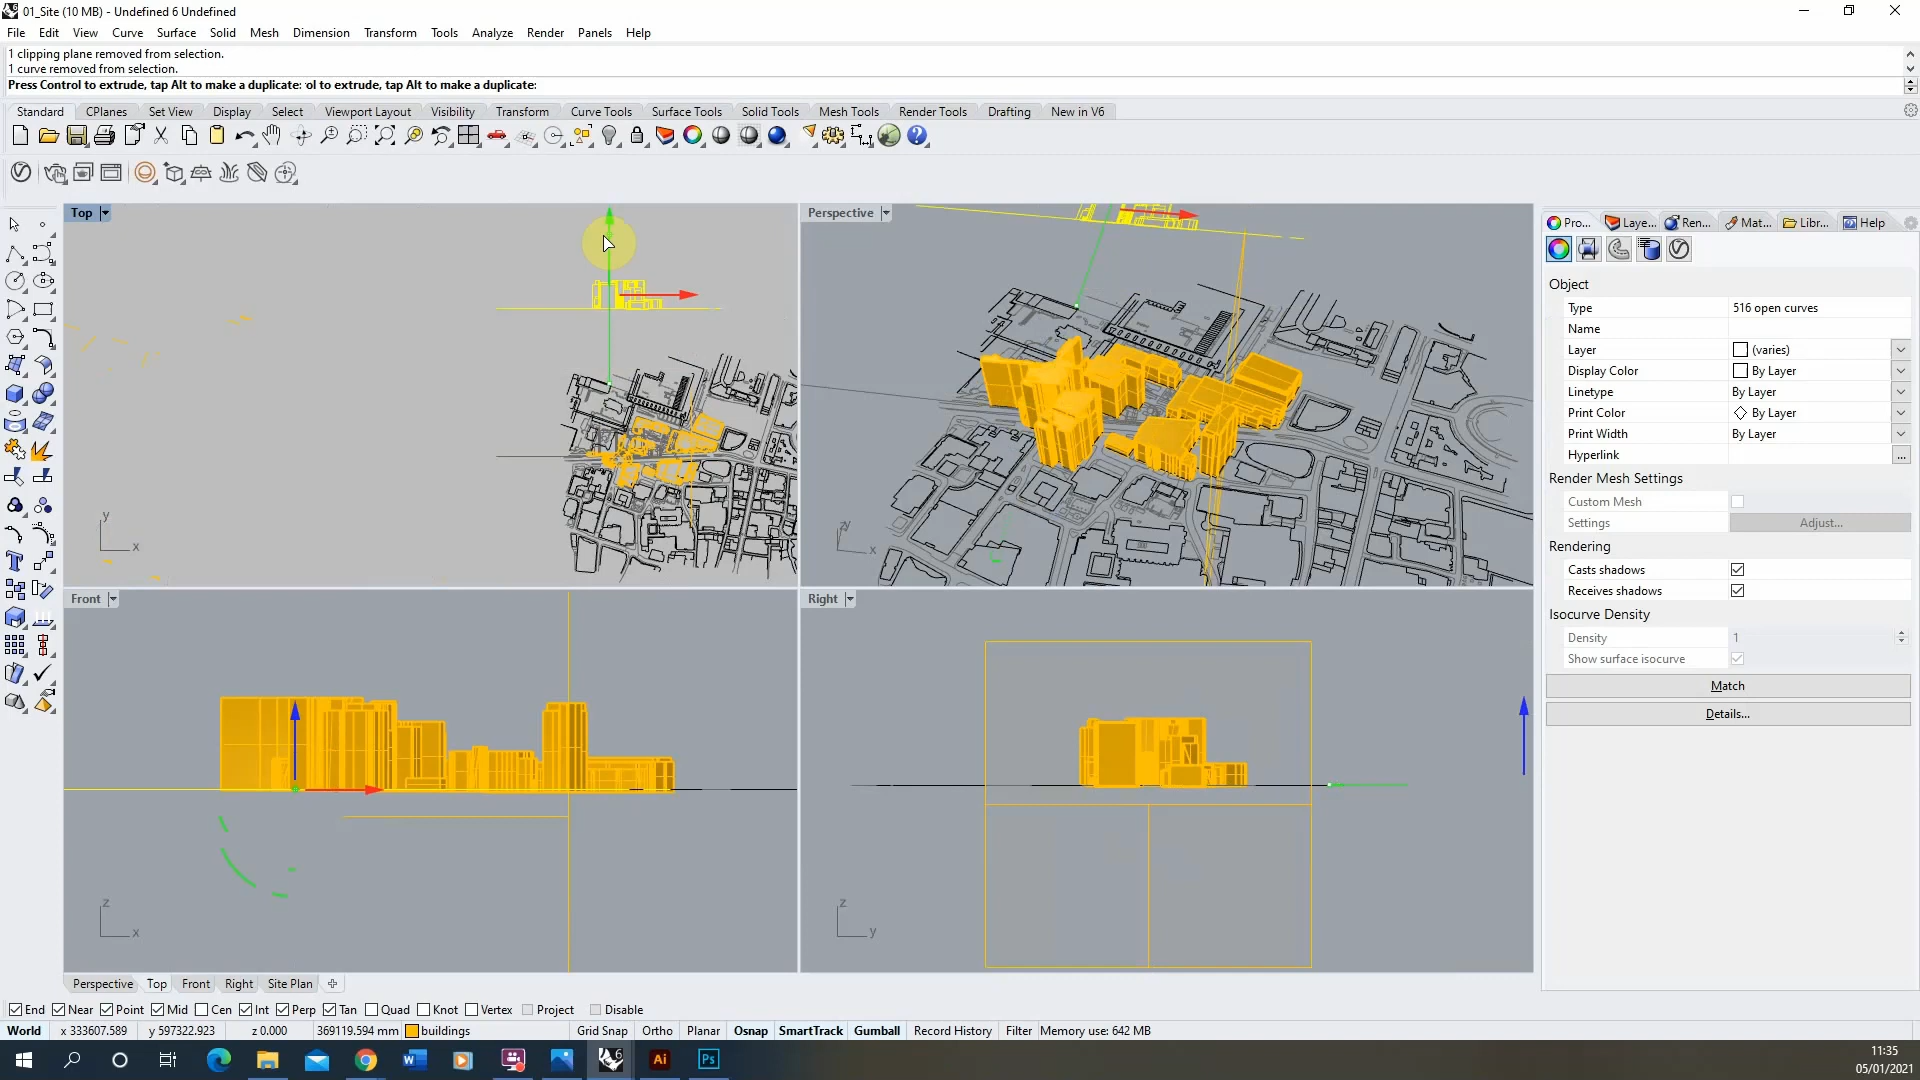 01_Site (10 MB) - Undefined 6 Undefined
File Edit View Curve Surface Solid Mesh Dimension Transform Tools Analyze Render Panels Help
1 clipping plane removed from selection.
1 curve removed from selection.
Press Control to extrude, tap Alt to make a duplicate: ol to extrude, tap Alt to make a duplicate:
Standard CPlanes Set View Display Select Viewport Layout Visibility Transform Curve Tools Surface Tools Solid Tools Mesh Tools Render Tools Drafting New in V6
Top
Perspective
Pro... Laye... Ren... Mat... Libr... Help
Object
Type 516 open curves
Name
Layer (varies)
Display Color By Layer
Linetype By Layer
Print Color By Layer
Print Width By Layer
Hyperlink ...
Render Mesh Settings
Custom Mesh
Settings Adjust...
Rendering
Casts shadows
Receives shadows
Isocurve Density
Density 1
Show surface isocurve
Match
Details...
y
x
y
x
Front
Right
z
x
z
y
Perspective Top Front Right Site Plan
End Near Point Mid Cen Int Perp Tan Quad Knot Vertex Project Disable
World x 333607.589 y 597322.923 z 0.000 369119.594 mm buildings Grid Snap Ortho Planar Osnap SmartTrack Gumball Record History Filter Memory use: 642 MB
W 6 Ai Ps
11:35
05/01/2021